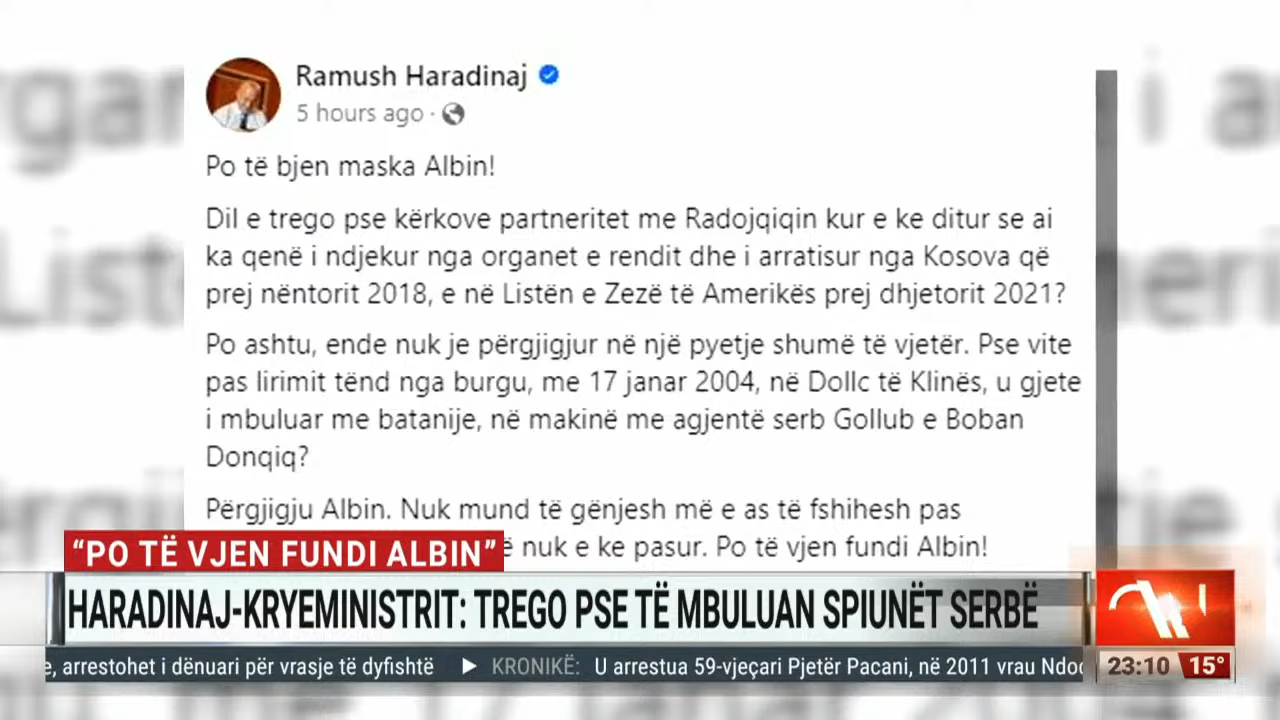 Ramush Haradinaj
5 hours ago ·
Po të bjen maska Albin!
Dil e trego pse kërkove partneritet me Radojqiqin kur e ke ditur se ai
ka qenë i ndjekur nga organet e rendit dhe i arratisur nga Kosova që
prej nëntorit 2018, e në Listën e Zezë të Amerikës prej dhjetorit 2021?
Po ashtu, ende nuk je përgjigjur në një pyetje shumë të vjetër. Pse vite
pas lirimit tënd nga burgu, me 17 janar 2004, në Dollc të Klinës, u gjete
i mbuluar me batanije, në makinë me agjentë serb Gollub e Boban
Donqiq?
Përgjigju Albin. Nuk mund të gënjesh më e as të fshihesh pas
nuk e ke pasur. Po të vjen fundi Albin!
“PO TË VJEN FUNDI ALBIN”
HARADINAJ-KRYEMINISTRIT: TREGO PSE TË MBULUAN SPIUNËT SERBË
, arrestohet i dënuari për vrasje të dyfishtë ▶ KRONIKË: U arrestua 59-vjeçari Pjetër Pacani, në 2011 vrau
23:10 15°